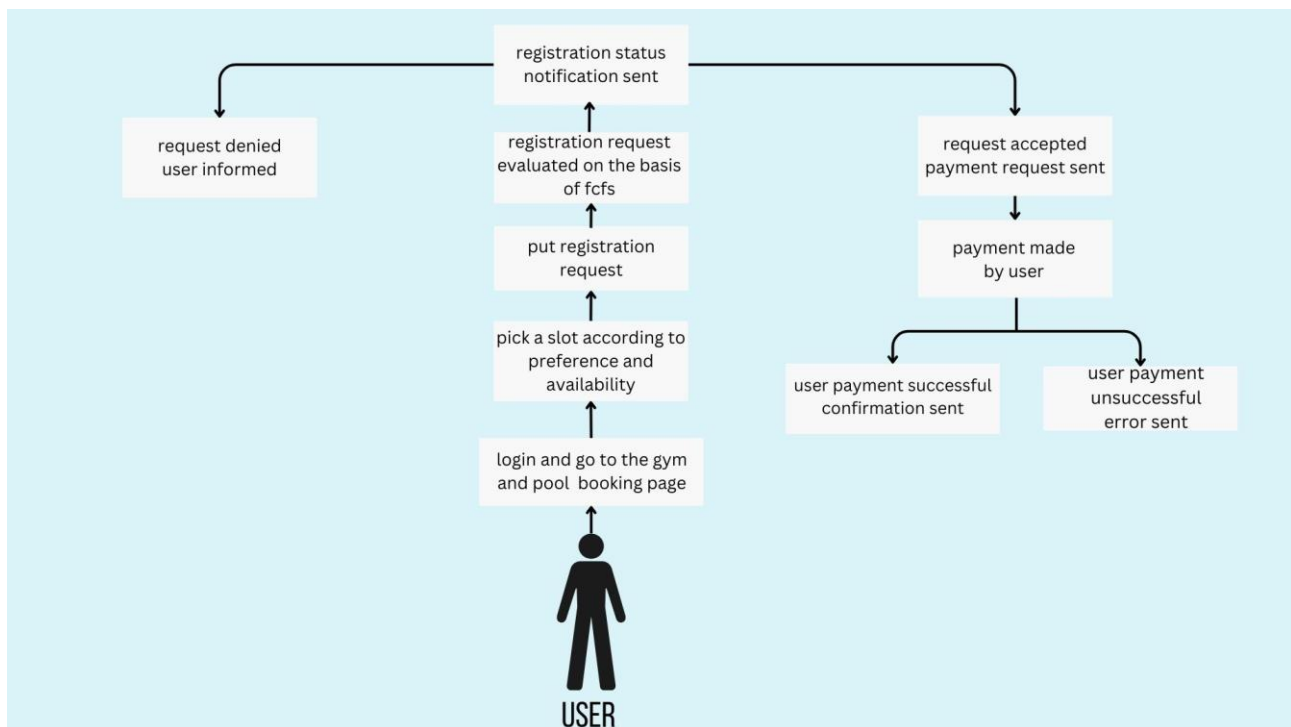 registration status
notification sent
request denied
user informed
registration request
evaluated on the basis
of fcfs
request accepted
payment request sent
put registration
request
payment made
by user
pick a slot according to
preference and
availability
user payment successful
confirmation sent
user payment
unsuccessful
error sent
login and go to the gym
and pool booking page
USER